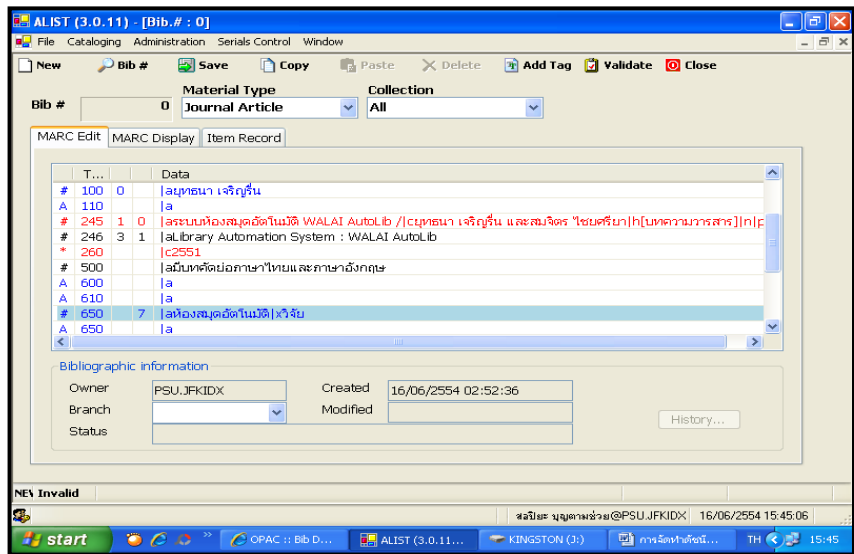 ALIST (3.0.11) - [Bib.# : 0]
File Cataloging Administration Serials Control Window
New Bib # Save Copy Paste Delete Add Tag Validate Close
Material Type Collection
Bib # 0 Journal Article All
MARC Edit MARC Display Item Record
T... Data
# 100 0 |aยุทธนา เจริญรื่น
A 110 |a
# 245 1 0 |aระบบห้องสมุดอัตโนมัติ WALAI AutoLib /|cยุทธนา เจริญรื่น และสมจิตร ไชยศรียา|h[บทความวารสาร]|n|p
# 246 3 1 |aLibrary Automation System : WALAI AutoLib
* 260 |c2551
# 500 |aมีบทคัดย่อภาษาไทยและภาษาอังกฤษ
A 600 |a
A 610 |a
# 650 7 |aห้องสมุดอัตโนมัติ|xวิจัย
A 650 |a
Bibliographic information
Owner PSU.JFKIDX Created 16/06/2554 02:52:36
Branch Modified
History...
Status
NEW Invalid
สลปิยะ บุญตามช่วย@PSU.JFKIDX 16/06/2554 15:45:06
start OPAC :: Bib D... ALIST (3.0.11... KINGSTON (J:) การจัดทำดัชนี... TH 15:45